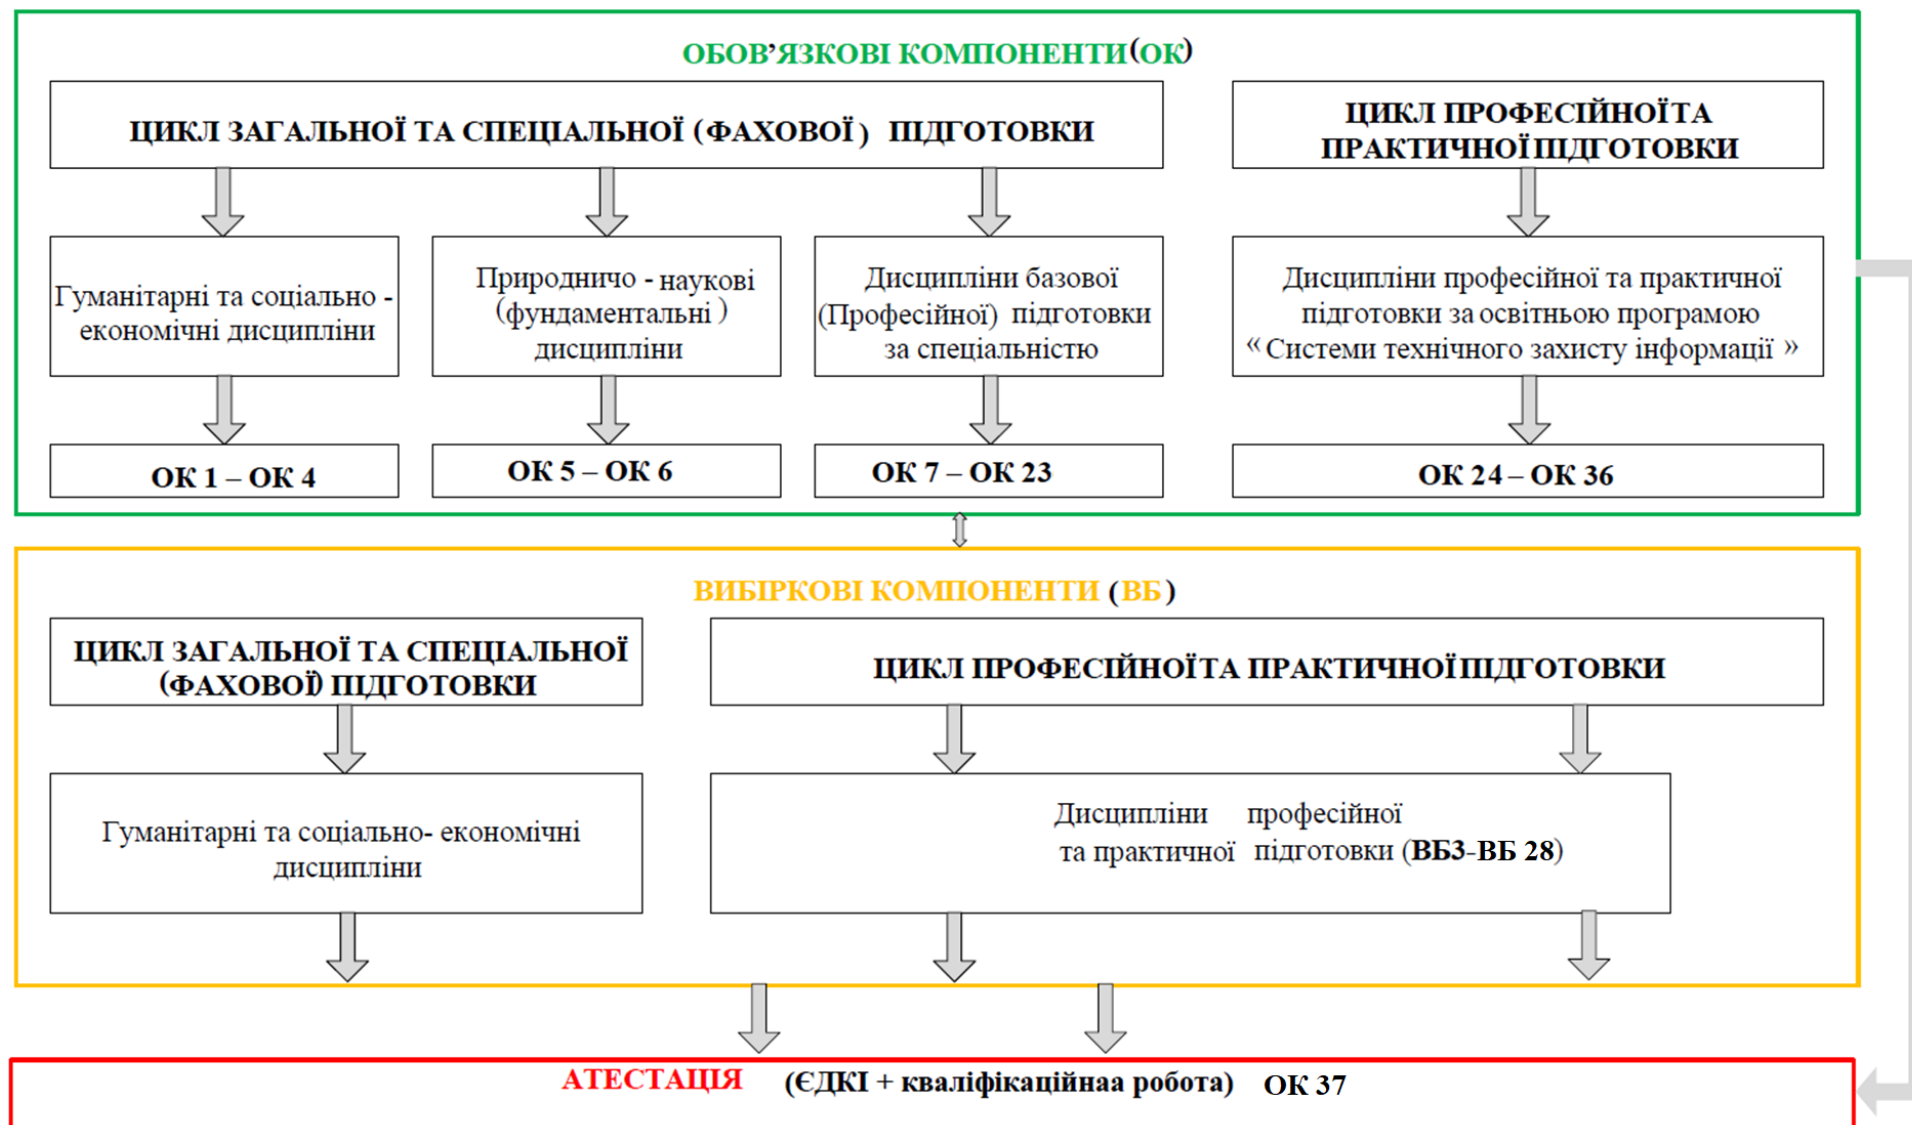 ОБОВ’ЯЗКОВІ КОМПОНЕНТИ (ОК)
ЦИКЛ ЗАГАЛЬНОЇ ТА СПЕЦІАЛЬНОЇ (ФАХОВОЇ) ПІДГОТОВКИ
ЦИКЛ ПРОФЕСІЙНОЇ ТА
ПРАКТИЧНОЇ ПІДГОТОВКИ
Гуманітарні та соціально -
економічні дисципліни
Природничо - наукові
(фундаментальні)
дисципліни
Дисципліни базової
(Професійної) підготовки
за спеціальністю
Дисципліни професійної та практичної
підготовки за освітньою програмою
« Системи технічного захисту інформації »
ОК 1 – ОК 4
ОК 5 – ОК 6
ОК 7 – ОК 23
ОК 24 – ОК 36
ВИБІРКОВІ КОМПОНЕНТИ (ВБ)
ЦИКЛ ЗАГАЛЬНОЇ ТА СПЕЦІАЛЬНОЇ
(ФАХОВОЇ) ПІДГОТОВКИ
ЦИКЛ ПРОФЕСІЙНОЇ ТА ПРАКТИЧНОЇ ПІДГОТОВКИ
Гуманітарні та соціально- економічні
дисципліни
Дисципліни професійної
та практичної підготовки (ВБ3-ВБ 28)
АТЕСТАЦІЯ (ЄДКІ + кваліфікаційнаа робота) ОК 37